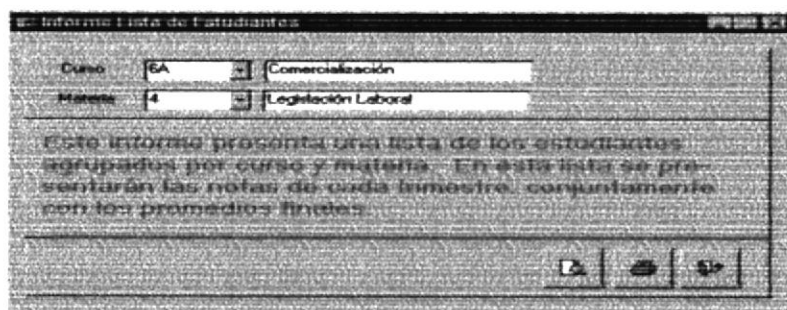 Informe Lista de Estudiantes
Curso 6A Comercialización
Materia 4 Legislación Laboral
Este informe presenta una lista de los estudiantes
agrupados por curso y materia. En esta lista se pre-
sentarán las notas de cada trimestre, conjuntamente
con los promedios finales.